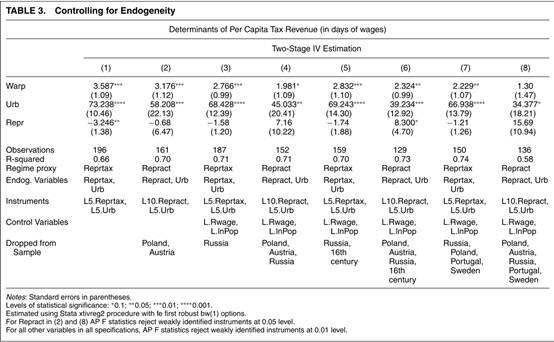 TABLE 3. Controlling for Endogeneity
Determinants of Per Capita Tax Revenue (in days of wages)
Two-Stage IV Estimation
(1) (2) (3) (4) (5) (6) (7) (8)
Warp 3.587*** 3.176*** 2.766*** 1.981* 2.832*** 2.324** 2.229** 1.30
(1.09) (1.12) (0.99) (1.09) (1.10) (0.99) (1.07) (1.47)
Urb 73.238**** 58.208*** 68.428**** 45.033** 69.243**** 39.234*** 66.938**** 34.377*
(10.46) (22.13) (12.39) (20.41) (14.30) (12.92) (13.79) (18.21)
Repr −3.246** −0.68 −1.58 7.16 −1.74 8.300* −1.21 15.69
(1.38) (6.47) (1.20) (10.22) (1.88) (4.70) (1.26) (10.94)
Observations 196 161 187 152 159 129 150 136
R-squared 0.66 0.70 0.71 0.71 0.70 0.73 0.74 0.58
Regime proxy Reprtax Repract Reprtax Repract Reprtax Repract Reprtax Repract
Endog. Variables Reprtax, Repract, Urb Reprtax, Repract, Urb Reprtax, Repract, Urb Reprtax, Repract, Urb
Urb Urb Urb Urb
Instruments L5.Reprtax, L10.Repract, L5.Reprtax, L10.Repract, L5.Reprtax, L10.Repract, L5.Reprtax, L10.Repract,
L5.Urb L5.Urb L5.Urb L5.Urb L5.Urb L5.Urb L5.Urb L5.Urb
Control Variables L.Rwage, L.Rwage, L.Rwage, L.Rwage, L.Rwage, L.Rwage,
L.lnPop L.lnPop L.lnPop L.lnPop L.lnPop L.lnPop
Dropped from Poland, Russia Poland, Russia, Poland, Russia, Poland,
Sample Austria Austria, 16th Austria, Poland, Austria,
Russia century Russia, Portugal, Russia,
16th Sweden Portugal,
century Sweden
Notes: Standard errors in parentheses.
Levels of statistical significance: *0.1; **0.05; ***0.01; ****0.001.
Estimated using Stata xtivreg2 procedure with fe first robust bw(1) options.
For Repract in (2) and (8) AP F statistics reject weakly identified instruments at 0.05 level.
For all other variables in all specifications, AP F statistics reject weakly identified instruments at 0.01 level.